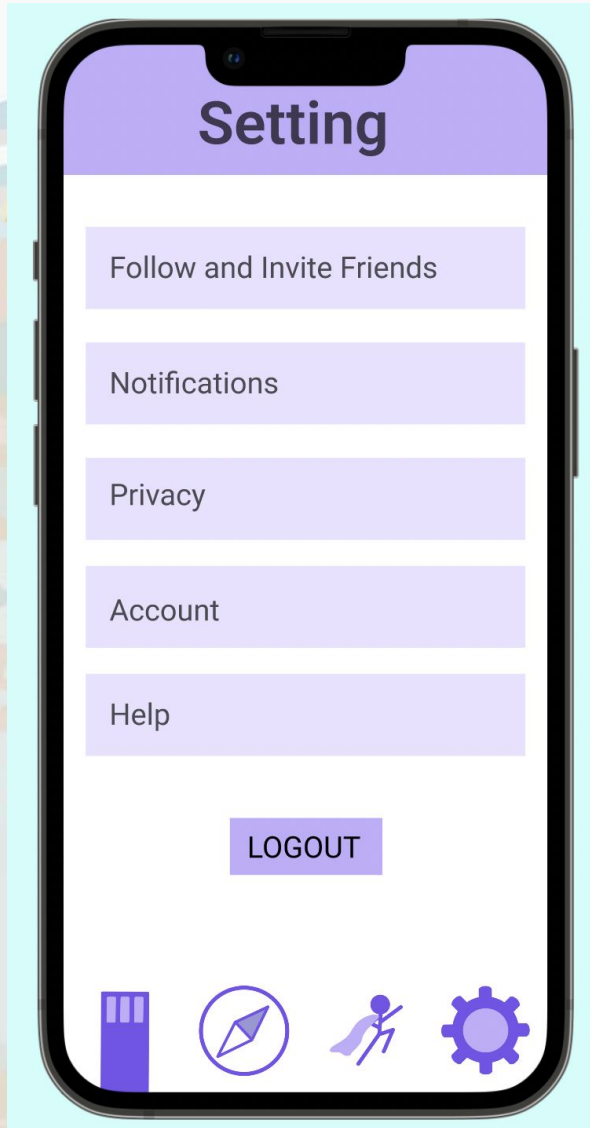 Setting
Follow and Invite Friends
Notifications
Privacy
Account
Help
LOGOUT